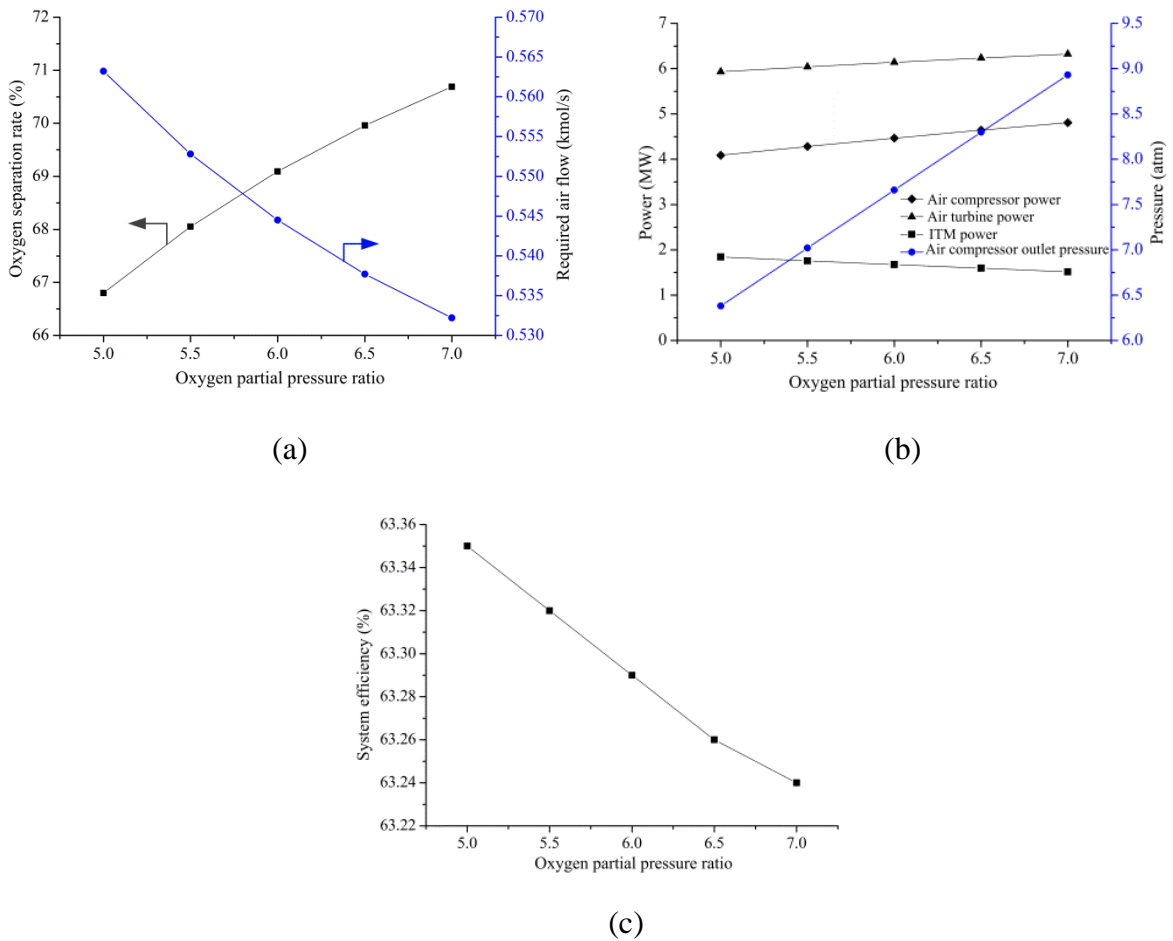 72
71
70
69
68
67
66
Oxygen separation rate (%)
0.570
0.565
0.560
0.555
0.550
0.545
0.540
0.535
0.530
Required air flow (kmol/s)
5.0 5.5 6.0 6.5 7.0
Oxygen partial pressure ratio
(a)
7
6
5
4
3
2
1
0
Power (MW)
9.5
9.0
8.5
8.0
7.5
7.0
6.5
6.0
Pressure (atm)
Air compressor power
Air turbine power
ITM power
Air compressor outlet pressure
5.0 5.5 6.0 6.5 7.0
Oxygen partial pressure ratio
(b)
63.36
63.34
63.32
63.30
63.28
63.26
63.24
63.22
System efficiency (%)
5.0 5.5 6.0 6.5 7.0
Oxygen partial pressure ratio
(c)